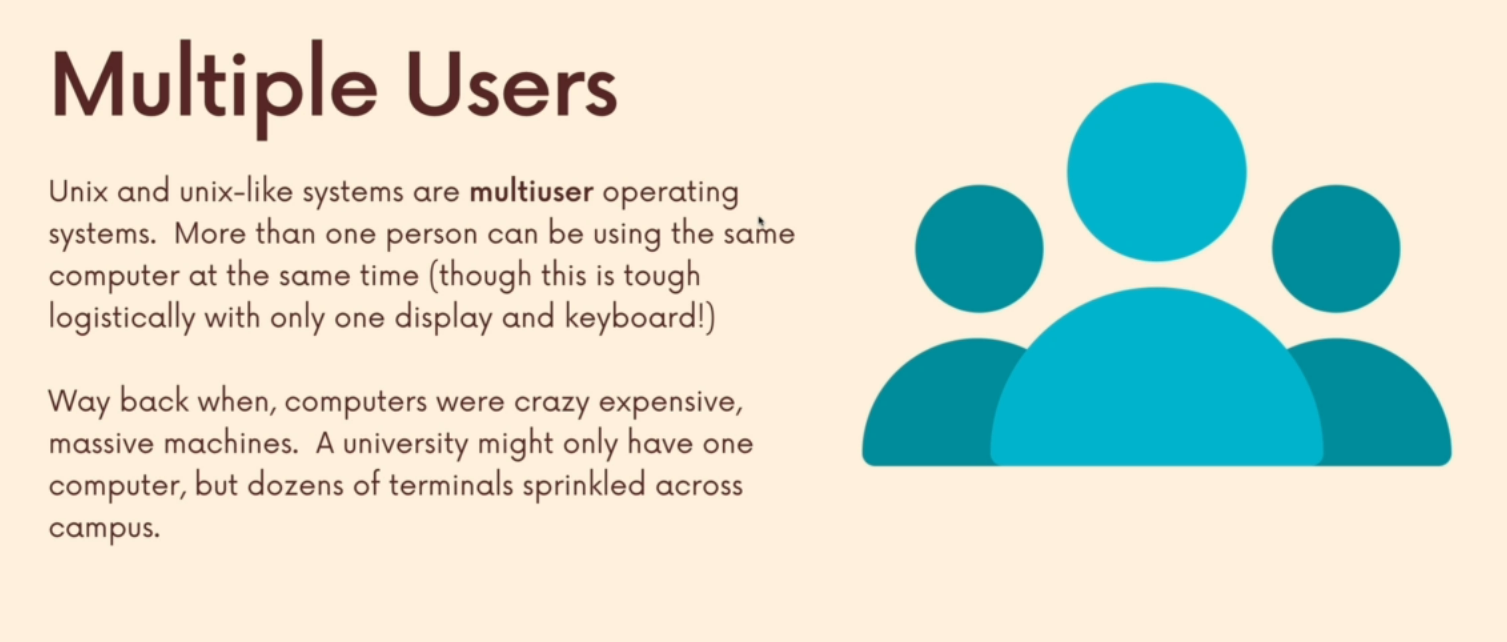 Multiple Users
Unix and unix-like systems are multiuser operating
systems.  More than one person can be using the same
computer at the same time (though this is tough
logistically with only one display and keyboard!)
Way back when, computers were crazy expensive,
massive machines.  A university might only have one
computer, but dozens of terminals sprinkled across
campus.